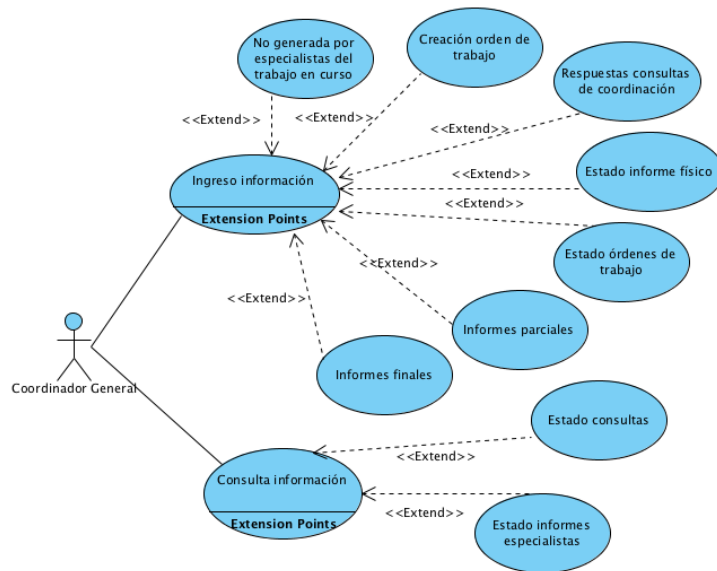 No generada por
especialistas del
trabajo en curso
Creación orden de
trabajo
Respuestas consultas
de coordinación
<<Extend>>
<<Extend>>
<<Extend>>
Ingreso información
Extension Points
Estado informe físico
<<Extend>>
<<Extend>>
Estado órdenes de
trabajo
<<Extend>>
<<Extend>>
Informes parciales
Informes finales
Coordinador General
Estado consultas
<<Extend>>
Consulta información
Extension Points
<<Extend>>
Estado informes
especialistas